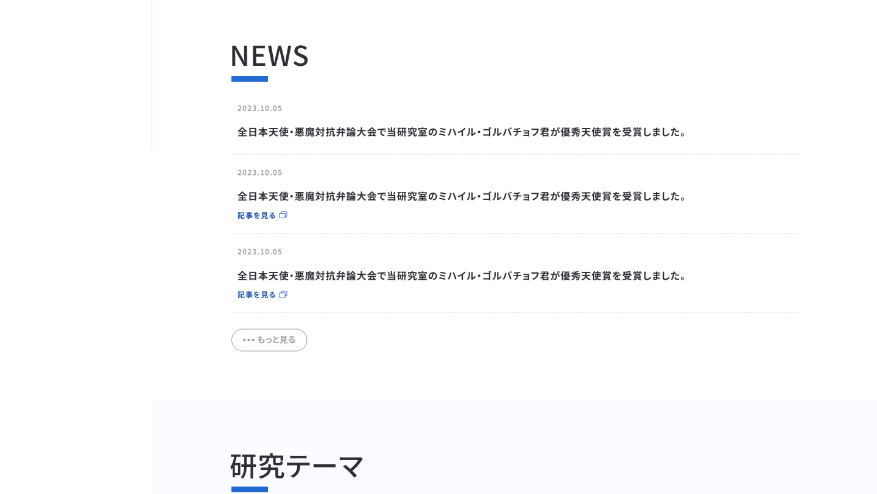 NEWS
2023.10.05
全日本天使・悪魔対抗弁論大会で当研究室のミハイル・ゴルバチョフ君が優秀天使賞を受賞しました。
2023.10.05
全日本天使・悪魔対抗弁論大会で当研究室のミハイル・ゴルバチョフ君が優秀天使賞を受賞しました。
記事を見る
2023.10.05
全日本天使・悪魔対抗弁論大会で当研究室のミハイル・ゴルバチョフ君が優秀天使賞を受賞しました。
記事を見る
••• もっと見る
研究テーマ